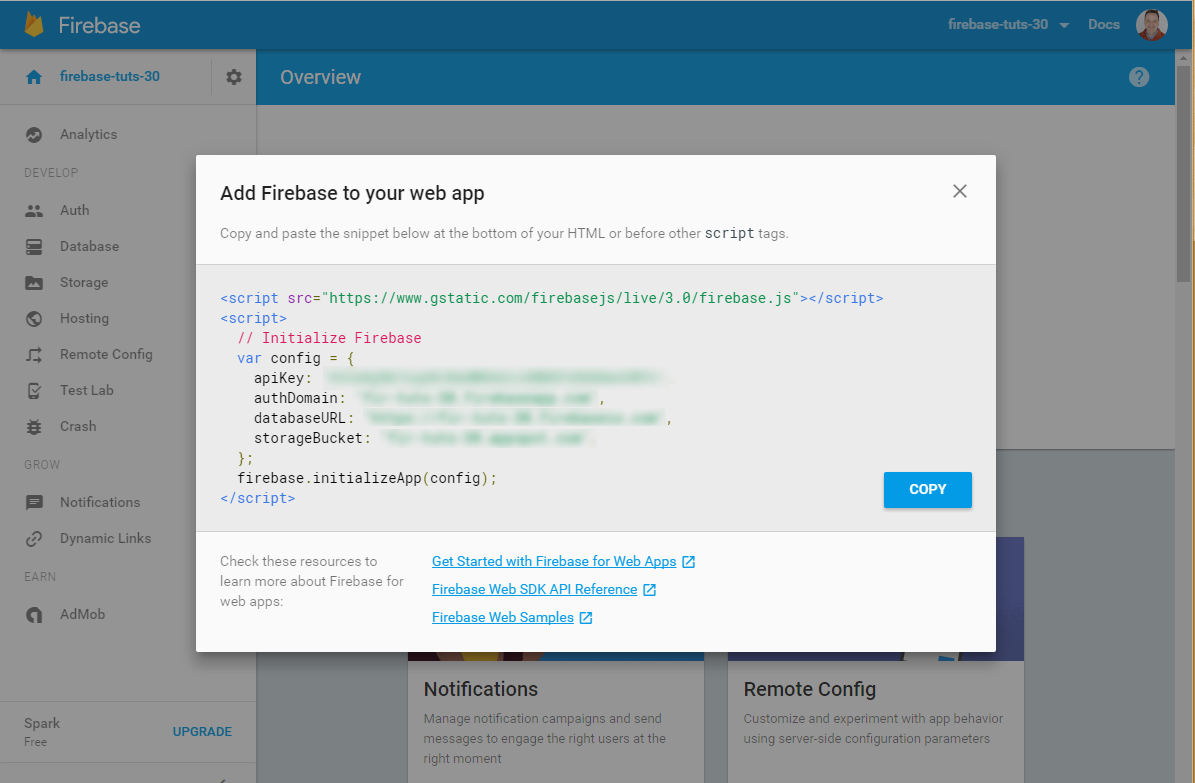 Firebase
firebase-tuts-30
Docs
firebase-tuts-30
Overview
?
Analytics
DEVELOP
Auth
Database
Storage
Hosting
Remote Config
Test Lab
Crash
GROW
Notifications
Dynamic Links
EARN
AdMob
Spark
Free
UPGRADE
Add Firebase to your web app
Copy and paste the snippet below at the bottom of your HTML or before other script tags.
<script src="https://www.gstatic.com/firebasejs/live/3.0/firebase.js"></script>
<script>
// Initialize Firebase
var config = {
apiKey:
authDomain:
databaseURL:
storageBucket:
};
firebase.initializeApp(config);
</script>
COPY
Check these resources to
learn more about Firebase for
web apps:
Get Started with Firebase for Web Apps
Firebase Web SDK API Reference
Firebase Web Samples
Notifications
Manage notification campaigns and send
messages to engage the right users at the
right moment
Remote Config
Customize and experiment with app behavior
using server-side configuration parameters